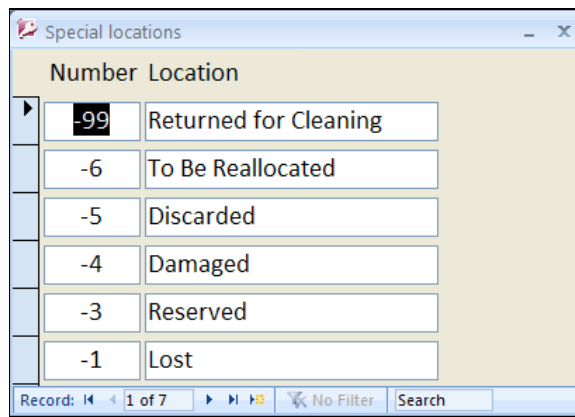 Special locations
Number Location
-99 Returned for Cleaning
-6 To Be Reallocated
-5 Discarded
-4 Damaged
-3 Reserved
-1 Lost
Record: 1 of 7 No Filter Search